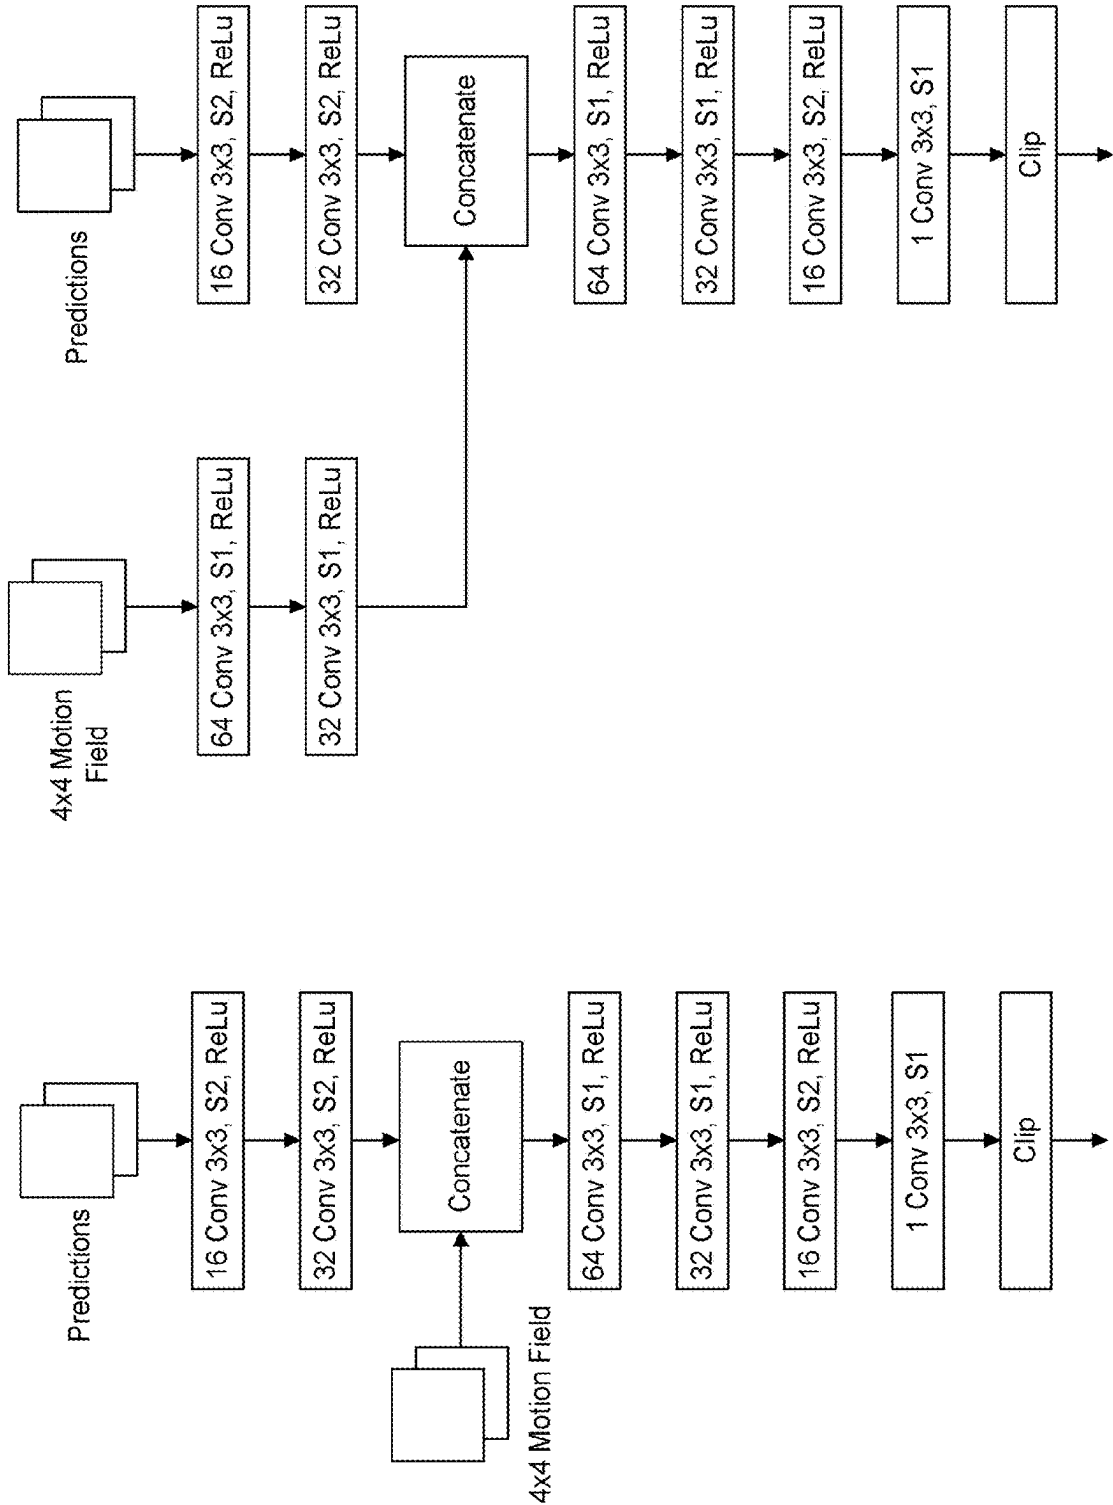 Predictions
16 Conv 3x3, S2, ReLu
32 Conv 3x3, S2, ReLu
Concatenate
4x4 Motion Field
64 Conv 3x3, S1, ReLu
32 Conv 3x3, S1, ReLu
16 Conv 3x3, S2, ReLu
1 Conv 3x3, S1
Clip
4x4 Motion
Field
64 Conv 3x3, S1, ReLu
32 Conv 3x3, S1, ReLu
Predictions
16 Conv 3x3, S2, ReLu
32 Conv 3x3, S2, ReLu
Concatenate
64 Conv 3x3, S1, ReLu
32 Conv 3x3, S1, ReLu
16 Conv 3x3, S2, ReLu
1 Conv 3x3, S1
Clip